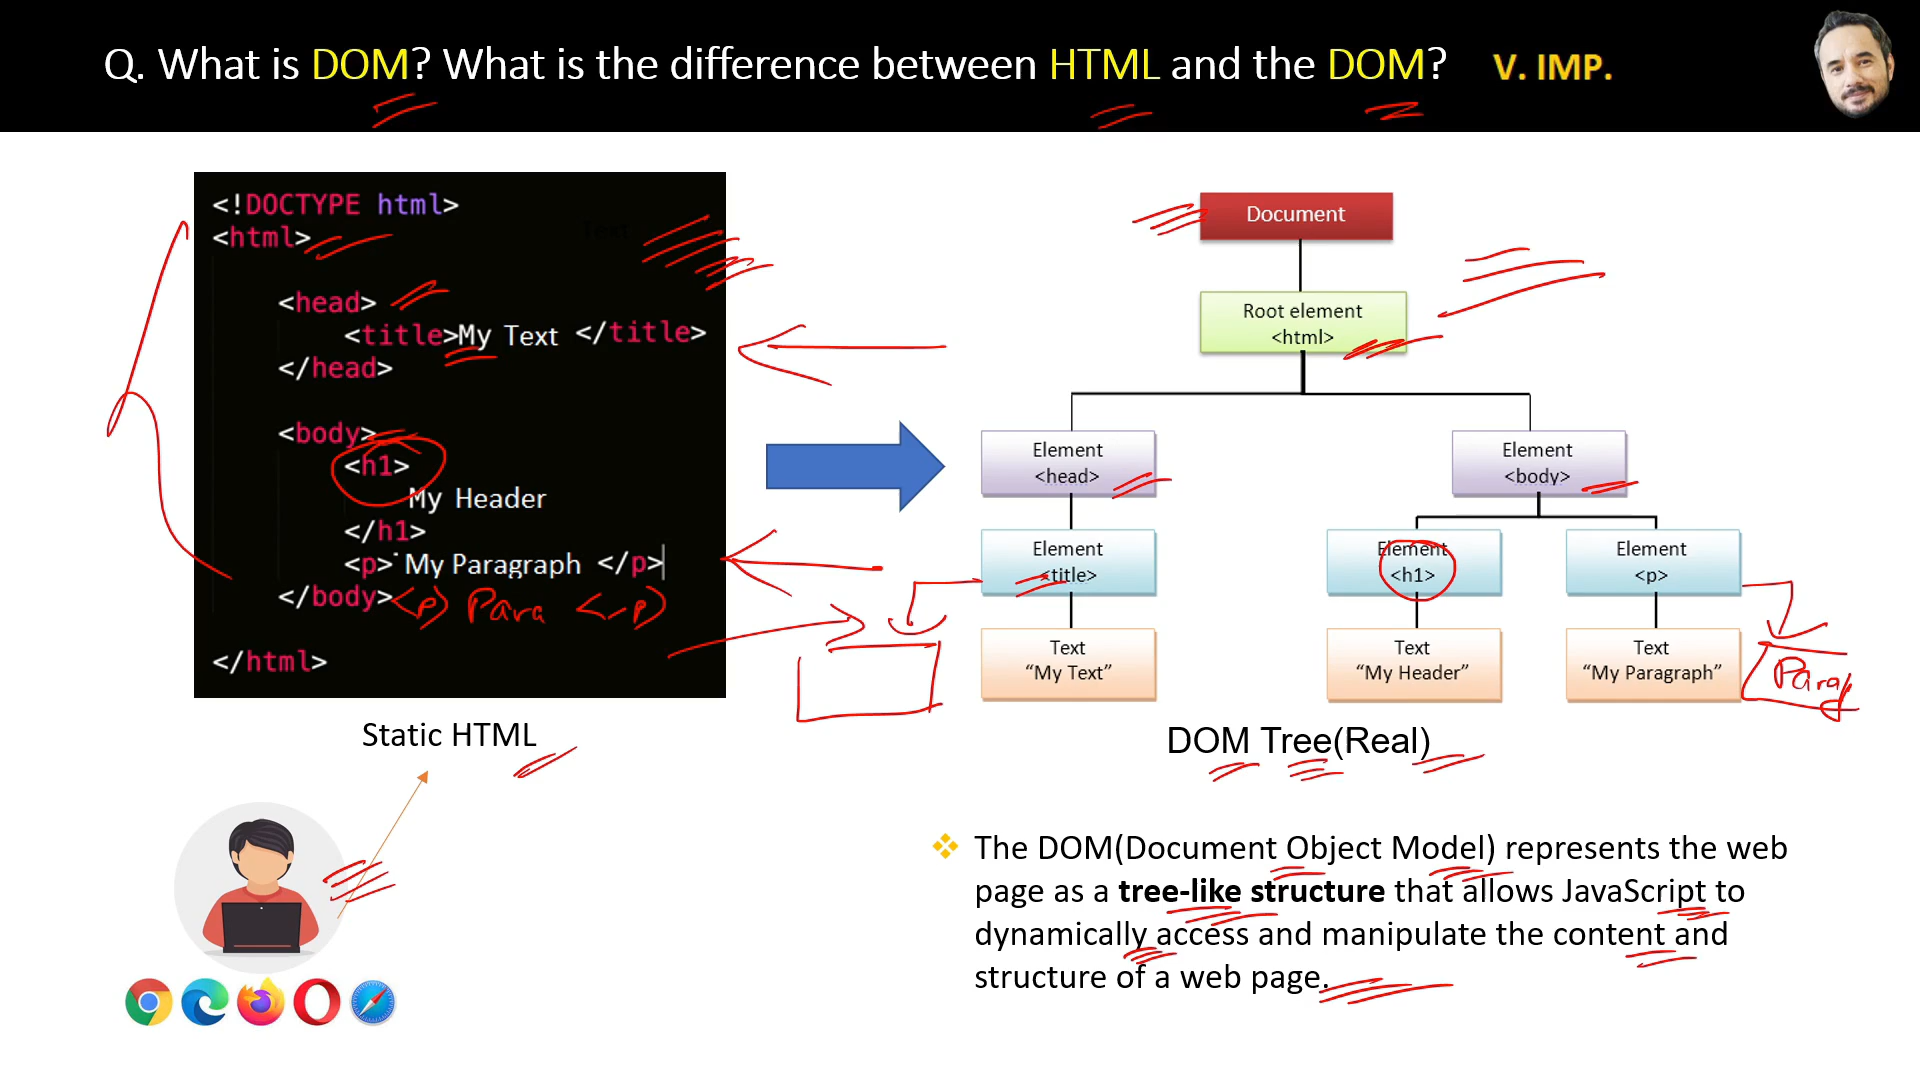 Q. What is DOM? What is the difference between HTML and the DOM? V. IMP.
<!DOCTYPE html>
<html>
Text
<head>
<title>My Text </title>
</head>
<body>
<h1>
My Header
</h1>
<p> My Paragraph </p>
</body>
<p> Para
</html>
Static HTML
Document
Root element
<html>
Element
<head>
Element
<body>
Element
<title>
Element
<h1>
Element
<p>
Text
“My Text”
Text
“My Header”
Text
“My Paragraph”
Para
DOM Tree(Real)
The DOM(Document Object Model) represents the web
page as a tree-like structure that allows JavaScript to
dynamically access and manipulate the content and
structure of a web page.